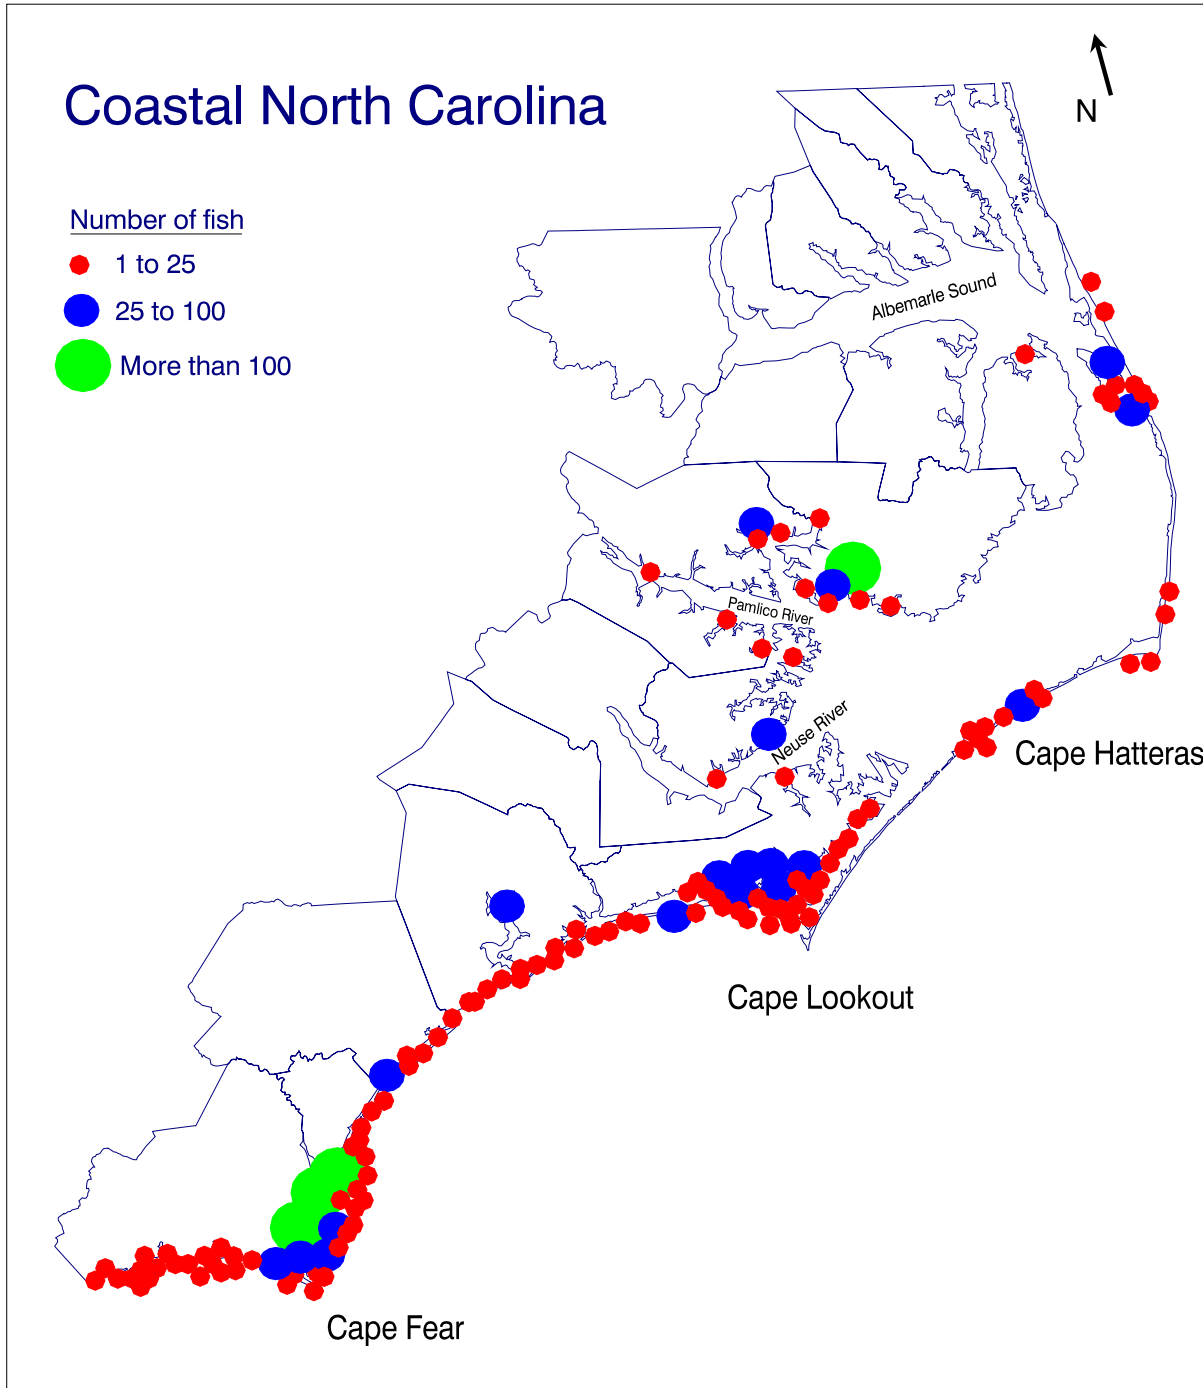 Coastal North Carolina
N
Number of fish
1 to 25
25 to 100
More than 100
Albemarle Sound
Pamlico River
Neuse River
Cape Hatteras
Cape Lookout
Cape Fear